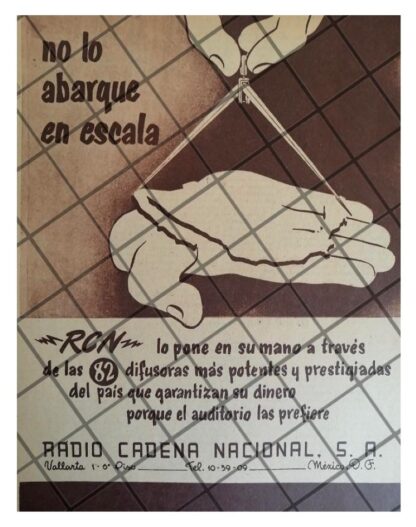 no lo
abarque
en escala
RCN lo pone en su mano a través
de las 82 difusoras más potentes y prestigiadas
del país que garantizan su dinero
porque el auditorio las prefiere
RADIO CADENA NACIONAL, S. A.
Vallarta 1-6º Piso Tel. 10-39-09 México, D. F.